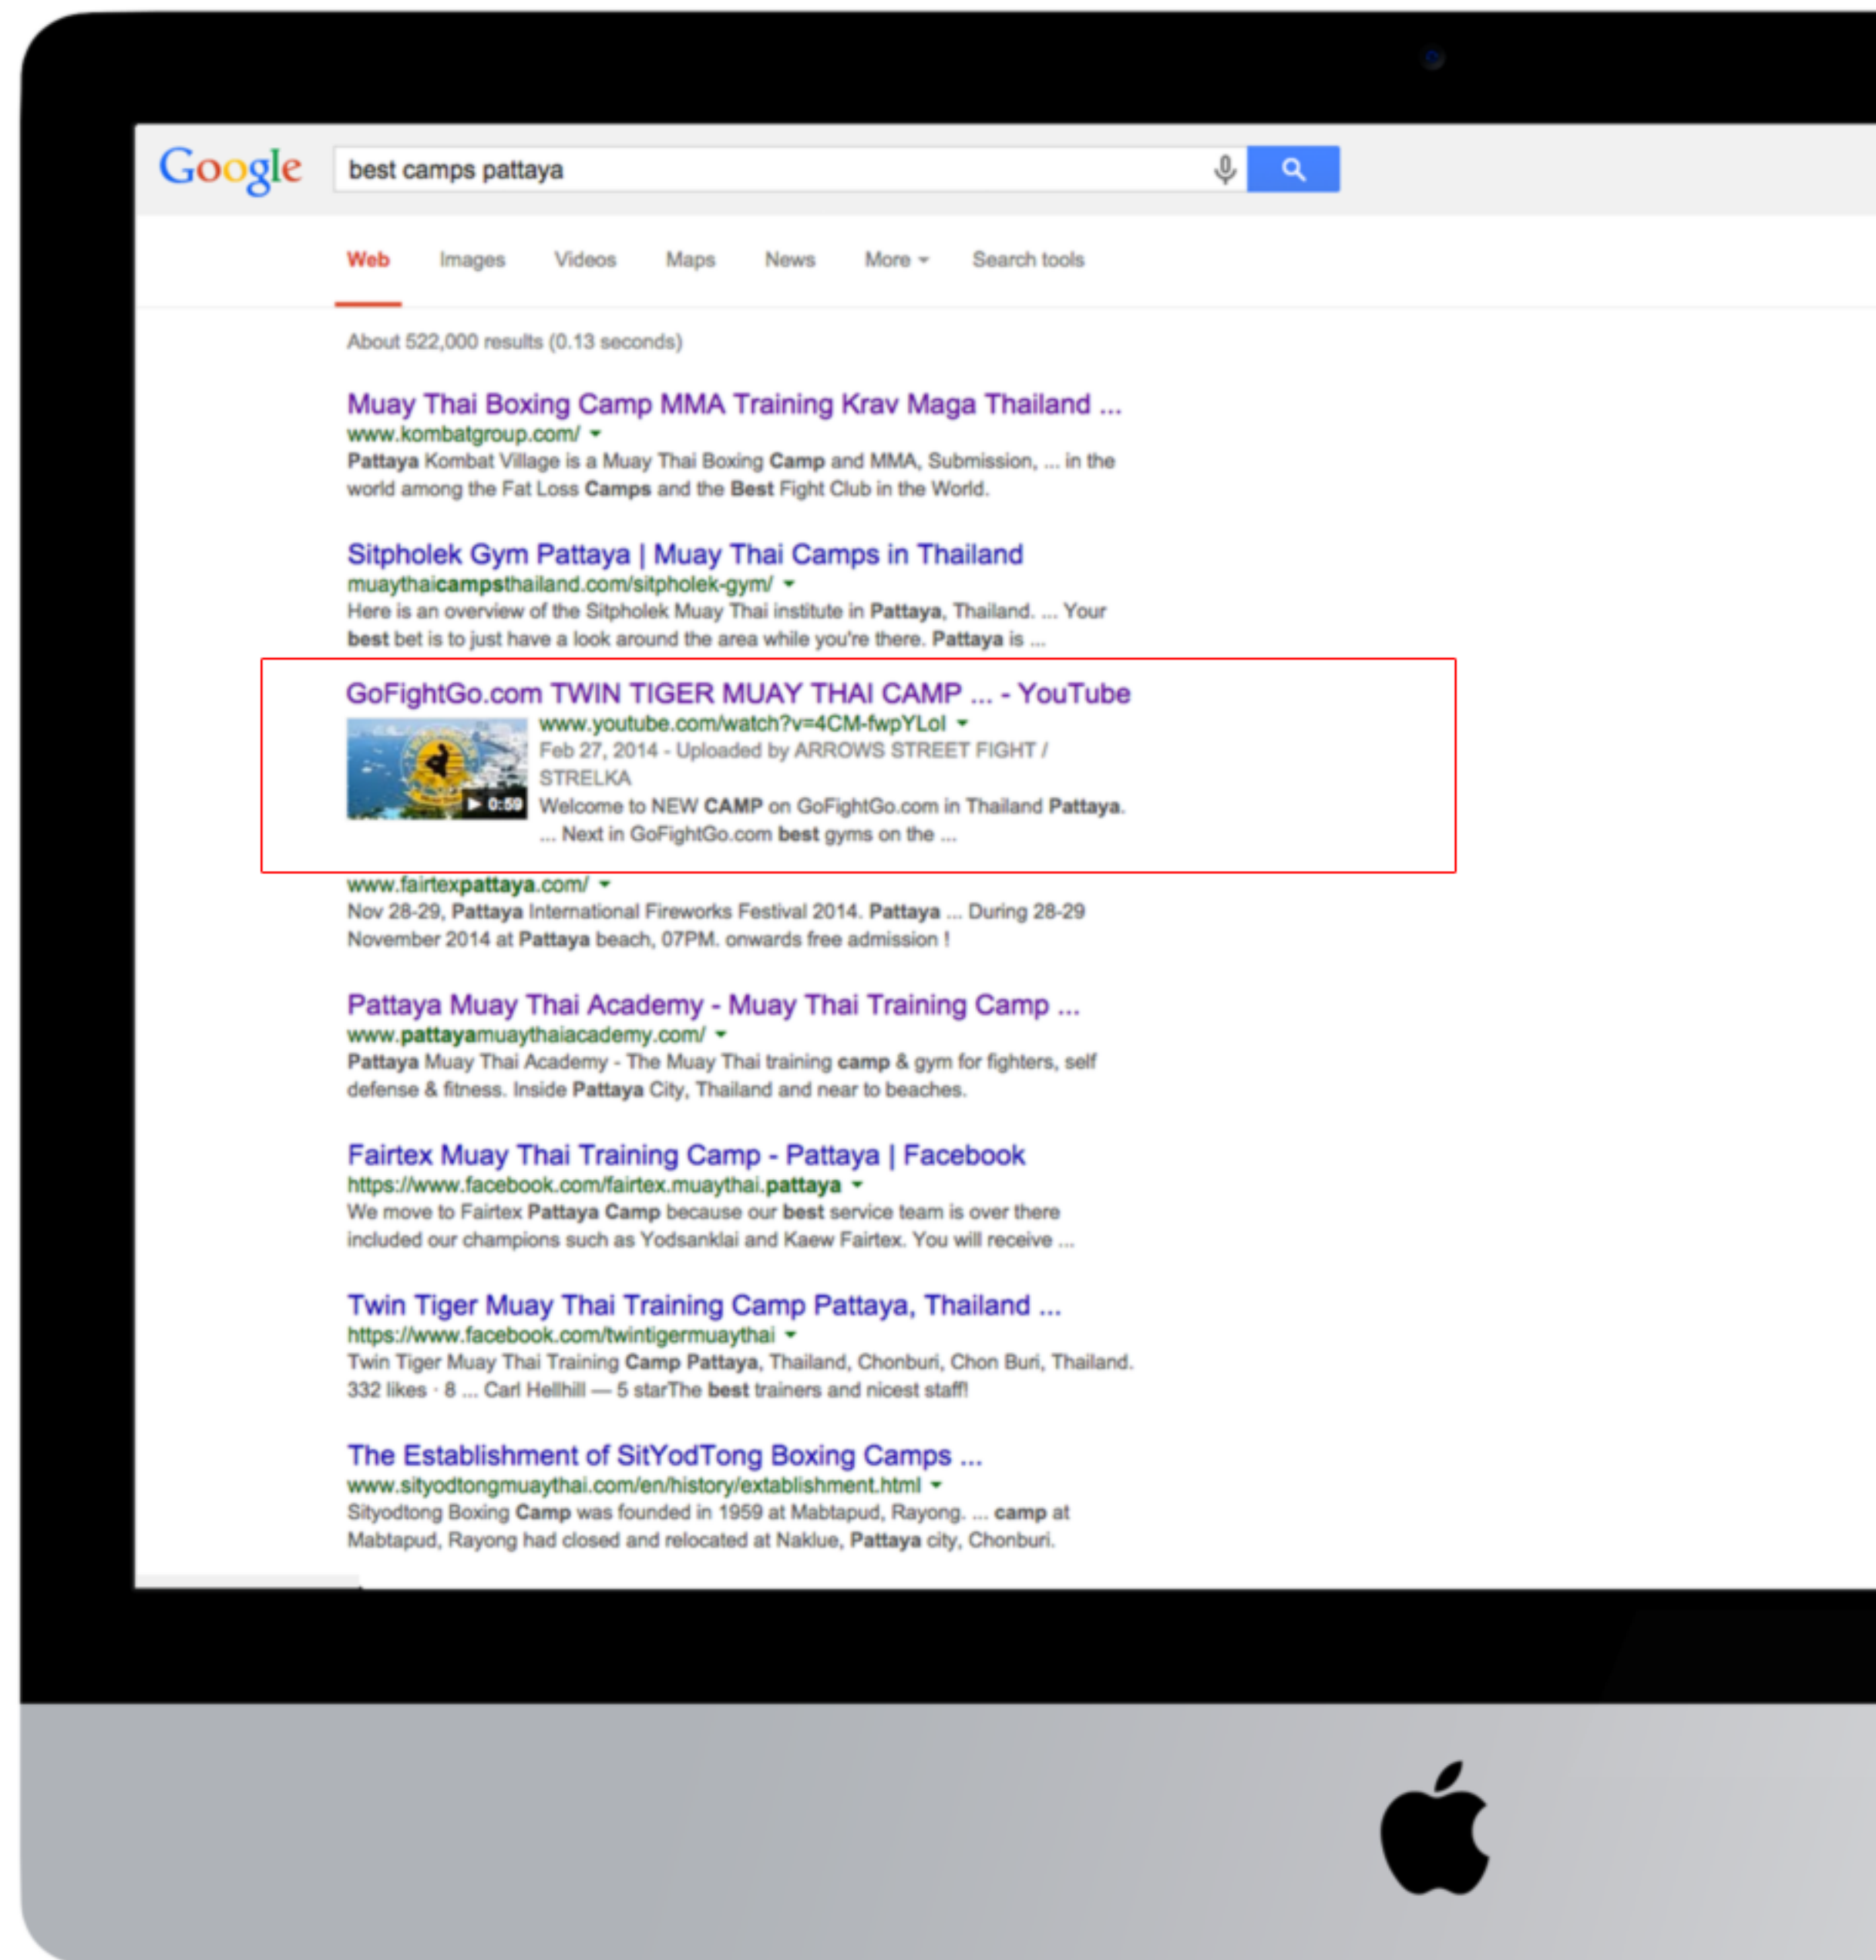 Google
best camps pattaya
Web Images Videos Maps News More Search tools
About 522,000 results (0.13 seconds)
Muay Thai Boxing Camp MMA Training Krav Maga Thailand ...
www.kombatgroup.com/
Pattaya Kombat Village is a Muay Thai Boxing Camp and MMA, Submission, ... in the
world among the Fat Loss Camps and the Best Fight Club in the World.
Sitpholek Gym Pattaya | Muay Thai Camps in Thailand
muaythaicampsthailand.com/sitpholek-gym/
Here is an overview of the Sitpholek Muay Thai institute in Pattaya, Thailand. ... Your
best bet is to just have a look around the area while you're there. Pattaya is ...
GoFightGo.com TWIN TIGER MUAY THAI CAMP ... - YouTube
www.youtube.com/watch?v=4CM-fwpYLoI
Feb 27, 2014 - Uploaded by ARROWS STREET FIGHT /
STRELKA
0:59
Welcome to NEW CAMP on GoFightGo.com in Thailand Pattaya.
... Next in GoFightGo.com best gyms on the ...
www.fairtexpattaya.com/
Nov 28-29, Pattaya International Fireworks Festival 2014. Pattaya ... During 28-29
November 2014 at Pattaya beach, 07PM. onwards free admission !
Pattaya Muay Thai Academy - Muay Thai Training Camp ...
www.pattayamuaythaiacademy.com/
Pattaya Muay Thai Academy - The Muay Thai training camp & gym for fighters, self
defense & fitness. Inside Pattaya City, Thailand and near to beaches.
Fairtex Muay Thai Training Camp - Pattaya | Facebook
https://www.facebook.com/fairtex.muaythai.pattaya
We move to Fairtex Pattaya Camp because our best service team is over there
included our champions such as Yodsanklai and Kaew Fairtex. You will receive ...
Twin Tiger Muay Thai Training Camp Pattaya, Thailand ...
https://www.facebook.com/twintigermuaythai
Twin Tiger Muay Thai Training Camp Pattaya, Thailand, Chonburi, Chon Buri, Thailand.
332 likes · 8 ... Carl Hellhill — 5 starThe best trainers and nicest staff!
The Establishment of SitYodTong Boxing Camps ...
www.sityodtongmuaythai.com/en/history/extablishment.html
Sityodtong Boxing Camp was founded in 1959 at Mabtapud, Rayong. ... camp at
Mabtapud, Rayong had closed and relocated at Naklue, Pattaya city, Chonburi.